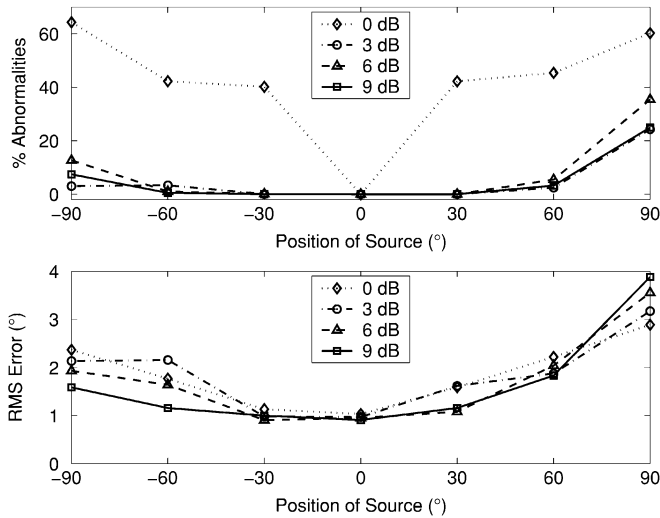 60
40
20
0
% Abnormalities
0 dB
3 dB
6 dB
9 dB
−90 −60 −30 0 30 60 90
Position of Source (°)
4
3
2
1
0
RMS Error (°)
0 dB
3 dB
6 dB
9 dB
−90 −60 −30 0 30 60 90
Position of Source (°)